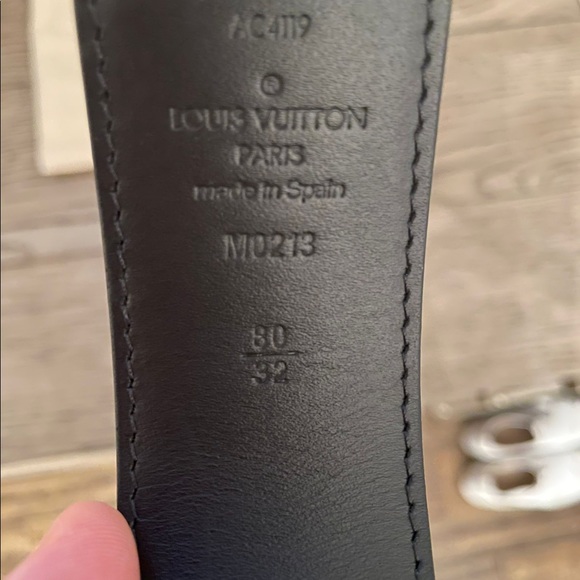 AC4119
®
LOUIS VUITTON
PARIS
made in Spain
M0213
80
32